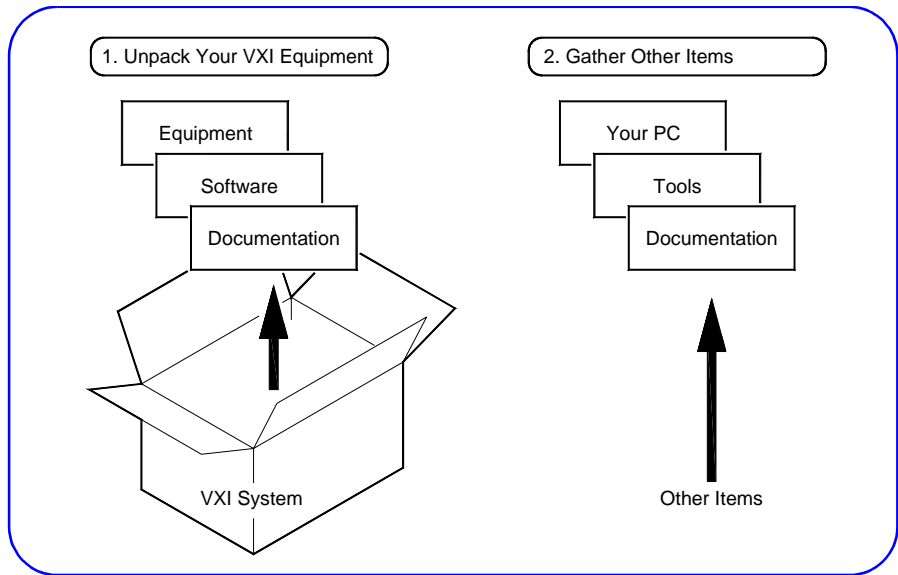 1. Unpack Your VXI Equipment
Equipment
Software
Documentation
VXI System
2. Gather Other Items
Your PC
Tools
Documentation
Other Items